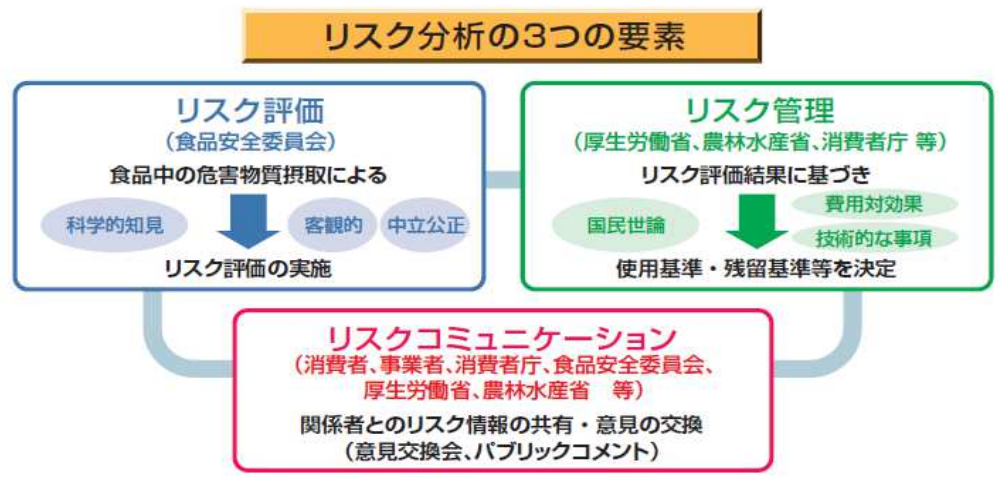 リスク分析の3つの要素
リスク評価
（食品安全委員会）
食品中の危害物質摂取による
科学的知見
客観的
中立公正
リスク評価の実施
リスク管理
（厚生労働省、農林水産省、消費者庁 等）
リスク評価結果に基づき
国民世論
費用対効果
技術的な事項
使用基準・残留基準等を決定
リスクコミュニケーション
（消費者、事業者、消費者庁、食品安全委員会、
厚生労働省、農林水産省　等）
関係者とのリスク情報の共有・意見の交換
（意見交換会、パブリックコメント）